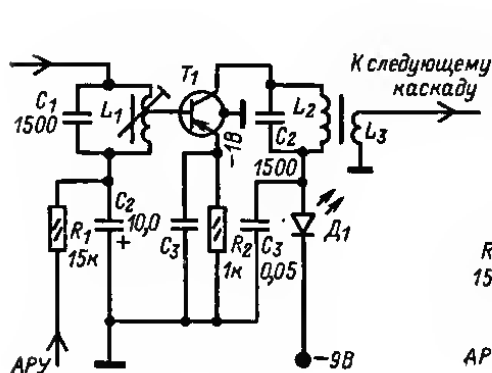 К следующему
каскаду
C1
1500
L1
T1
-1В
C2
1500
L2
L3
R1
15к
C2
10,0
+
C3
R2
1к
C3
0,05
Д1
АРУ
-9В
R
15
АР